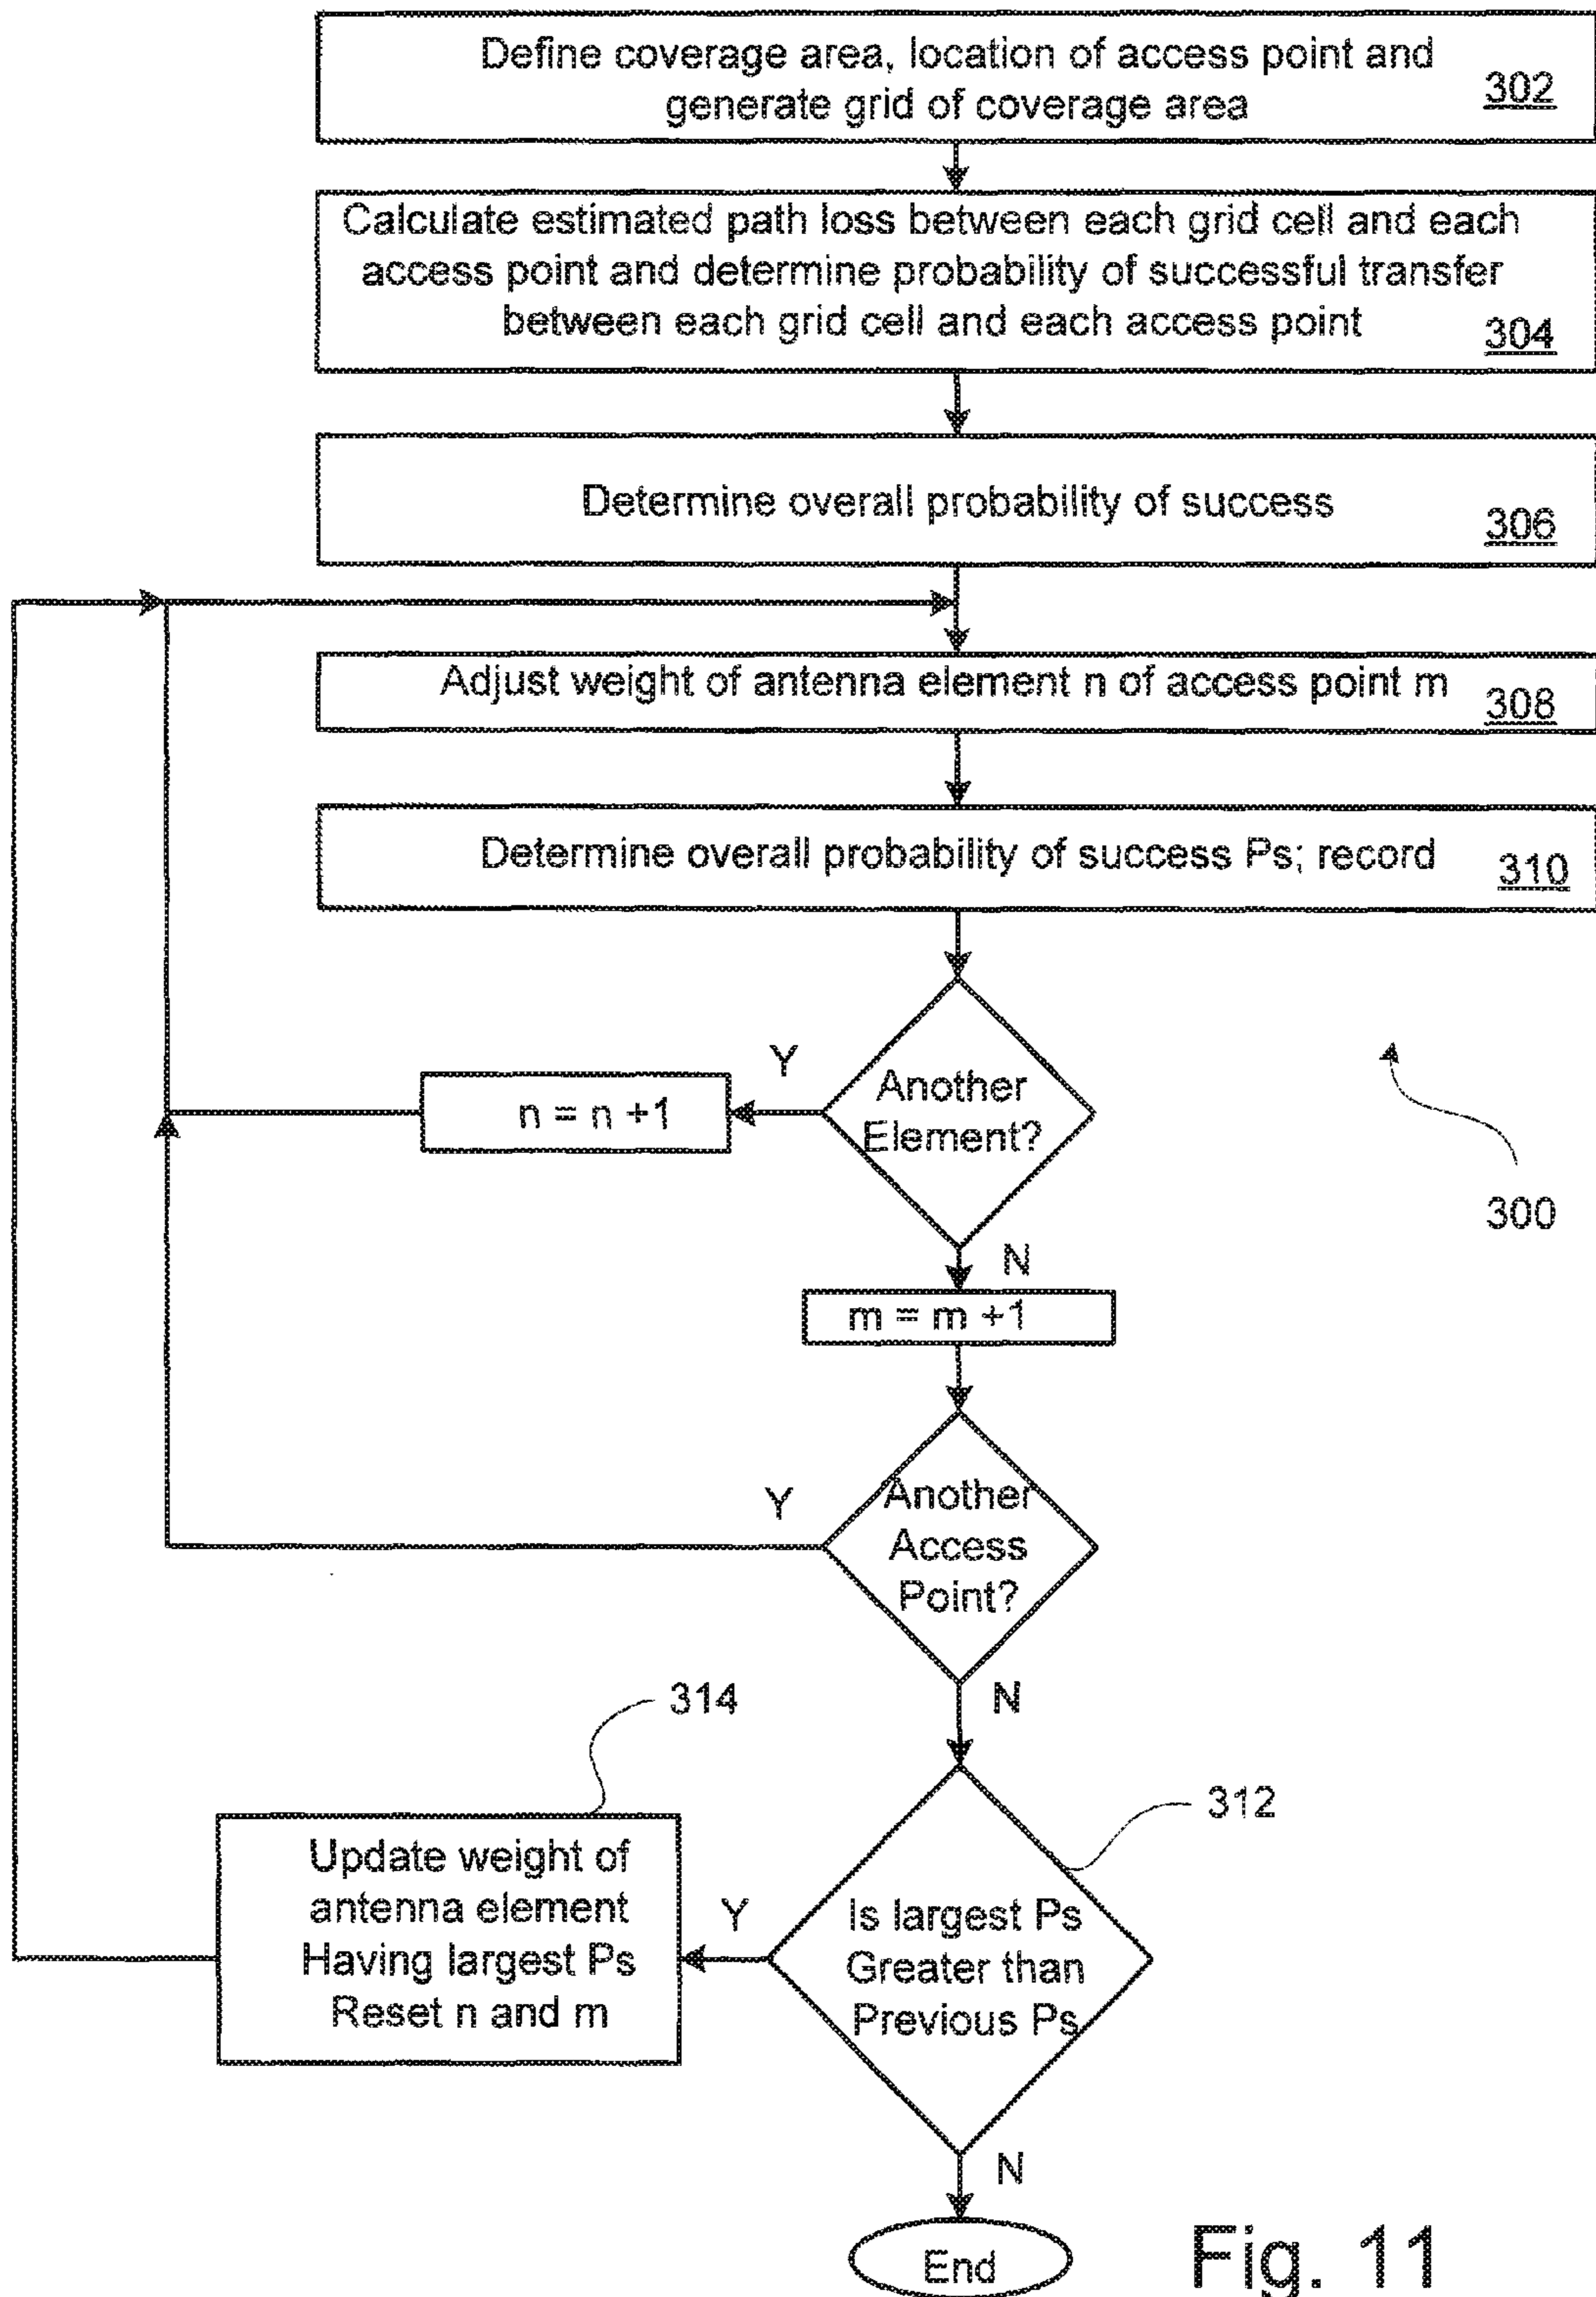 Define coverage area, location of access point and
generate grid of coverage area
302
Calculate estimated path loss between each grid cell and each
access point and determine probability of successful transfer
between each grid cell and each access point
304
Determine overall probability of success
306
Adjust weight of antenna element n of access point m
308
Determine overall probability of success Ps; record
310
Y
Another
Element?
n = n +1
300
N
m = m +1
Y
Another
Access
Point?
N
314
312
Update weight of
antenna element
Having largest Ps
Reset n and m
Y
Is largest Ps
Greater than
Previous Ps
N
End
Fig. 11